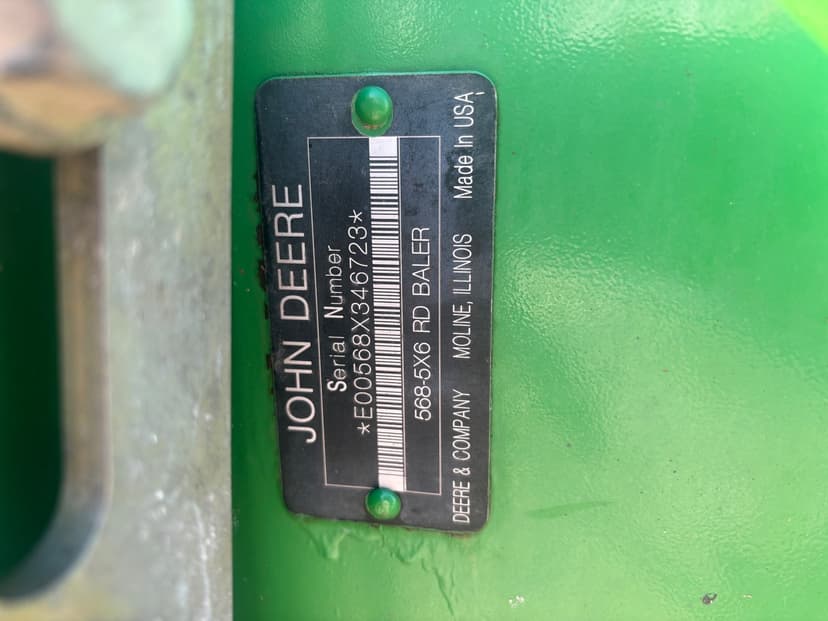 JOHN DEERE
Serial Number
*E00568X346723*
568-5X6 RD BALER
DEERE & COMPANY MOLINE, ILLINOIS Made In USA